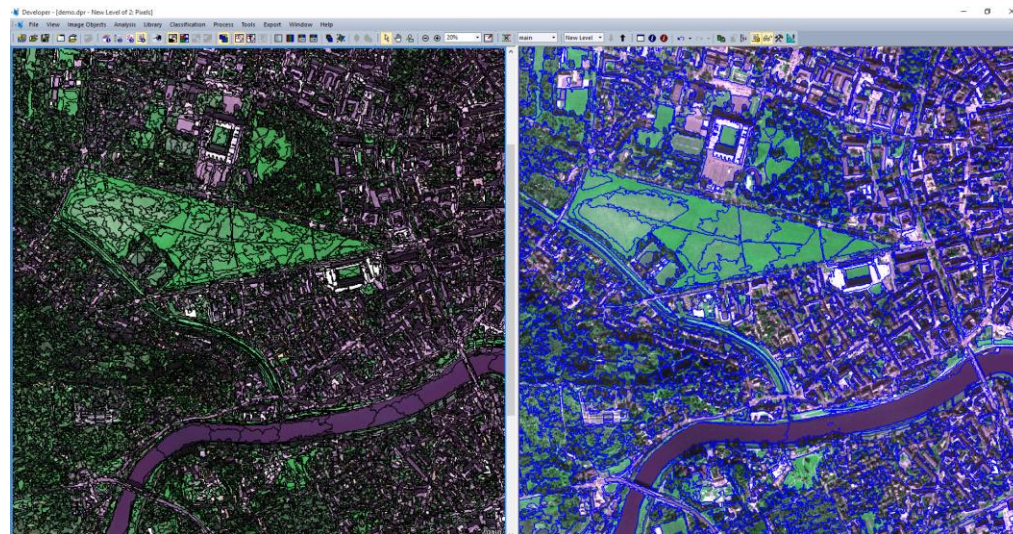 Developer - [demo.dpr - New Level of 2: Pixels]
File View Image Objects Analysis Library Classification Process Tools Export Window Help
20% main New Level